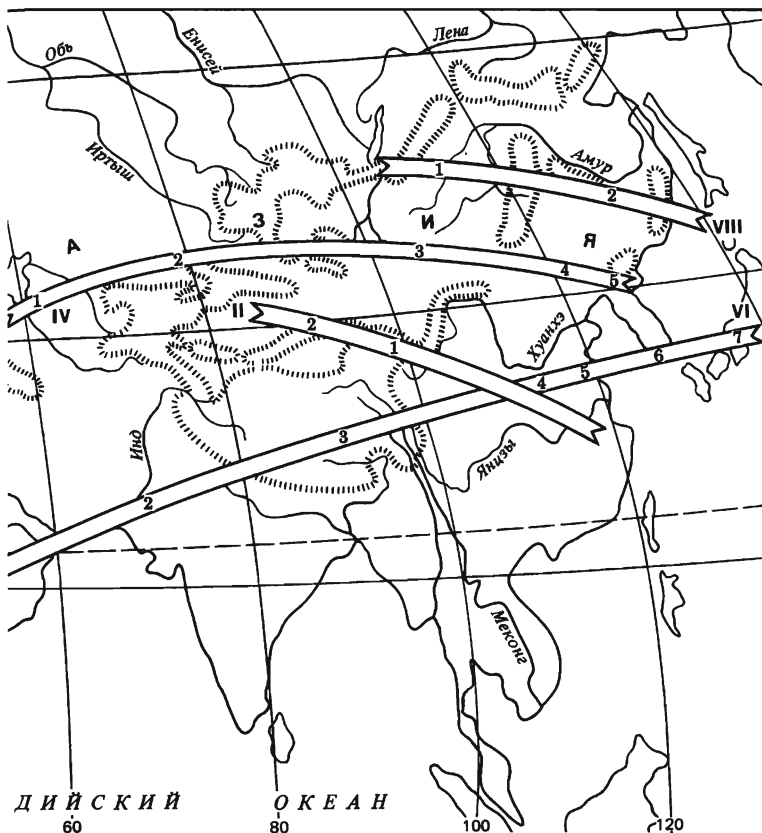 Лена
Обь
Енисей
Иртыш
Амур
1
2
З
И
А
Я
VIII
2
3
4
5
1
IV
II
2
1
Хуанхэ
VI
7
6
5
4
3
Инд
Янцзы
2
Меконг
ДИЙСКИЙ ОКЕАН
60
80
100
120